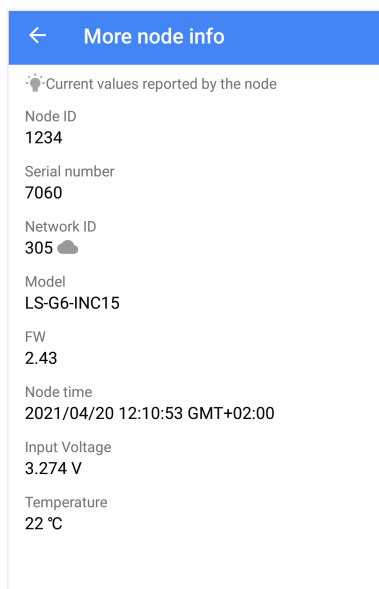 More node info
Current values reported by the node
Node ID
1234
Serial number
7060
Network ID
305
Model
LS-G6-INC15
FW
2.43
Node time
2021/04/20 12:10:53 GMT+02:00
Input Voltage
3.274 V
Temperature
22 °C